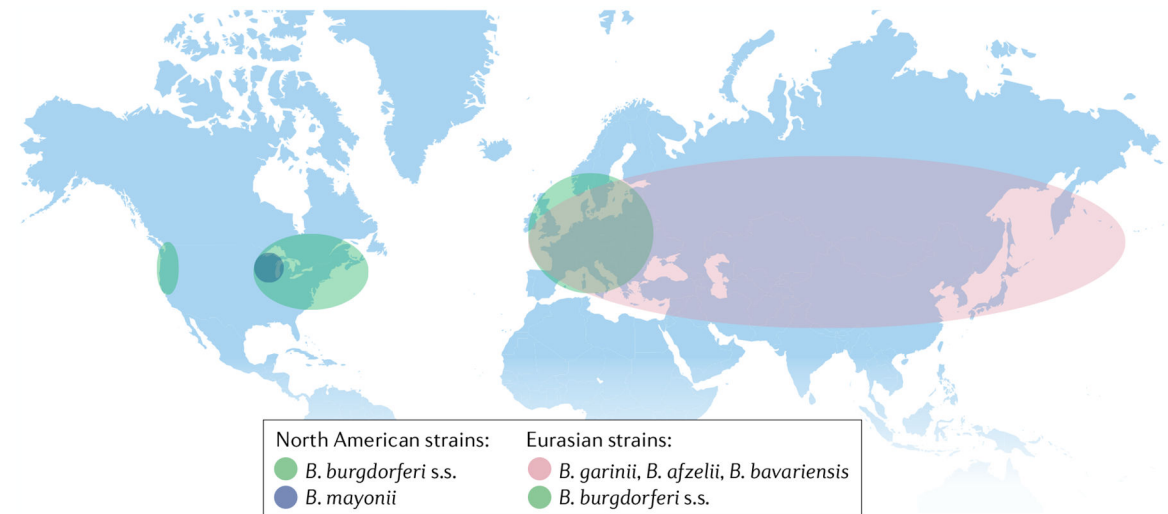 North American strains:
B. burgdorferi s.s.
B. mayonii
Eurasian strains:
B. garinii, B. afzelii, B. bavariensis
B. burgdorferi s.s.